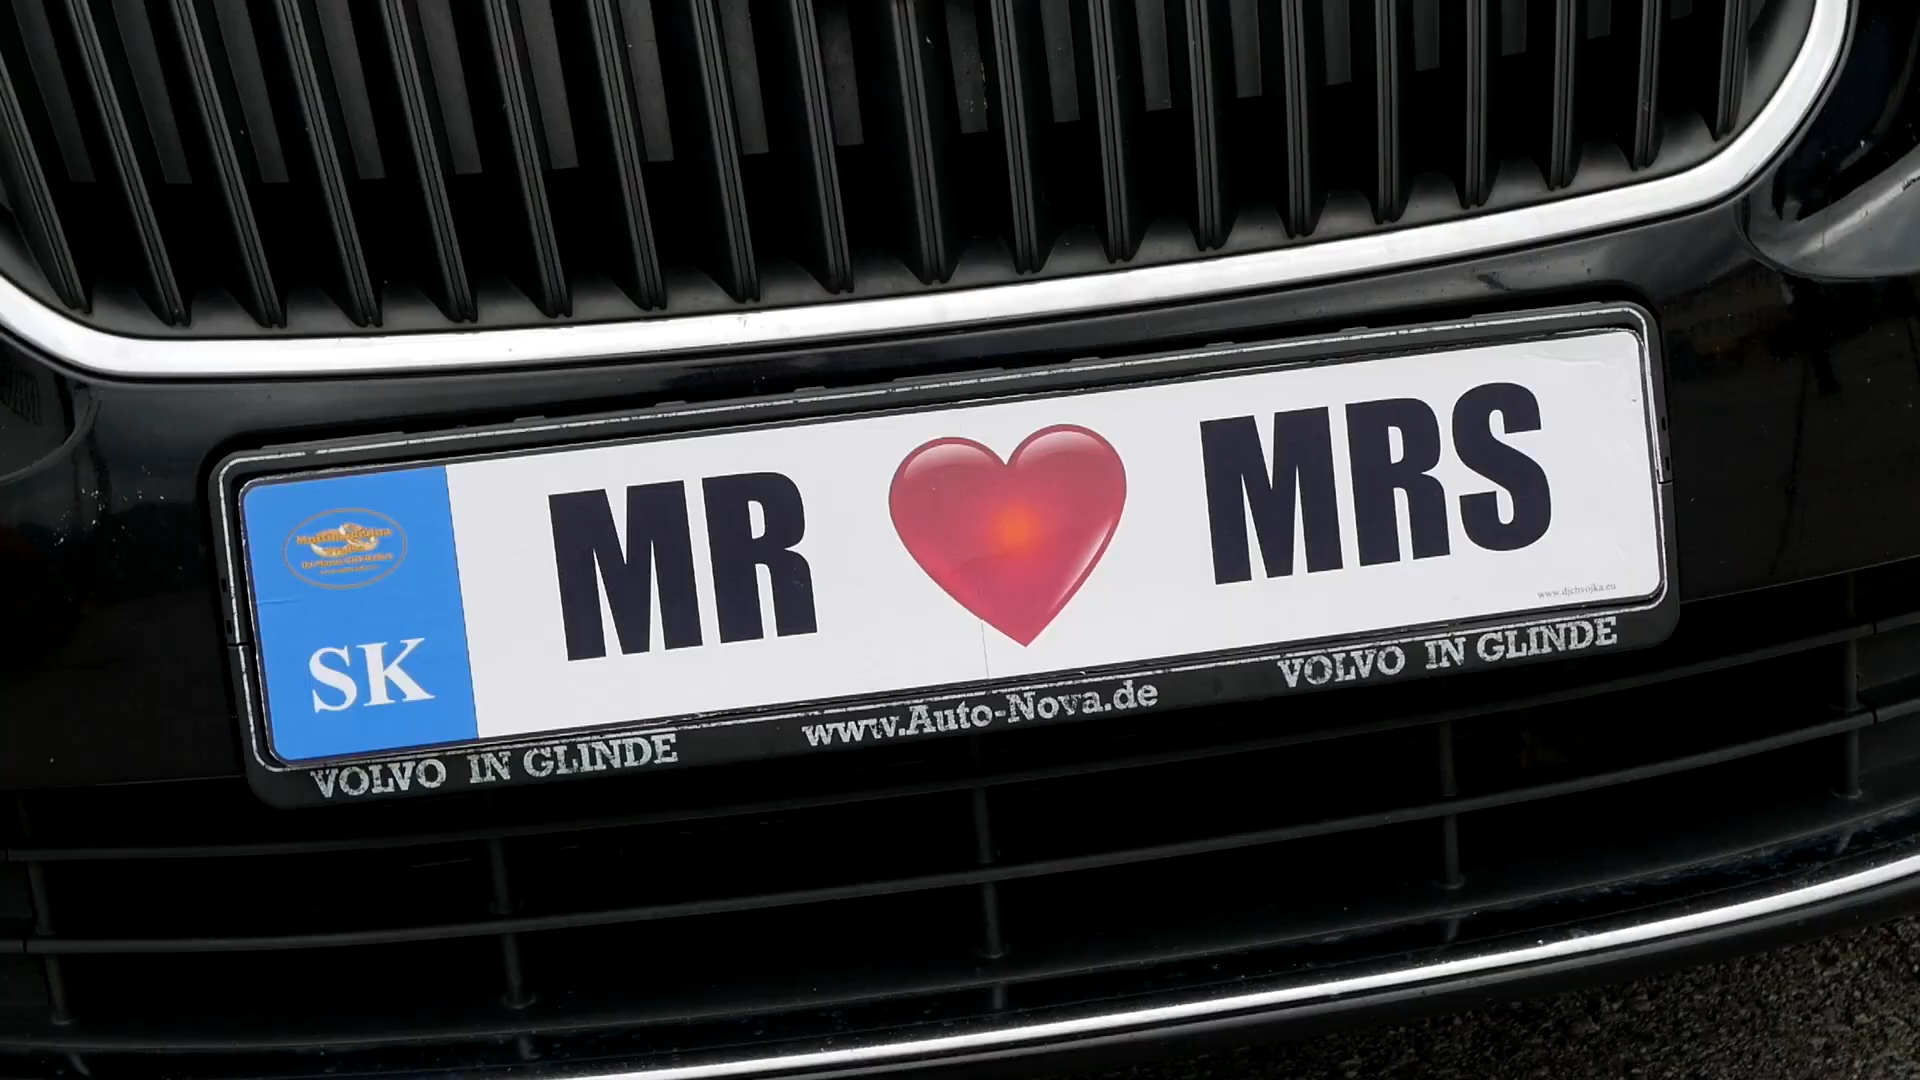 MR MRS
SK
www.djchvojka.eu
VOLVO IN GLINDE www.Auto-Nova.de VOLVO IN GLINDE